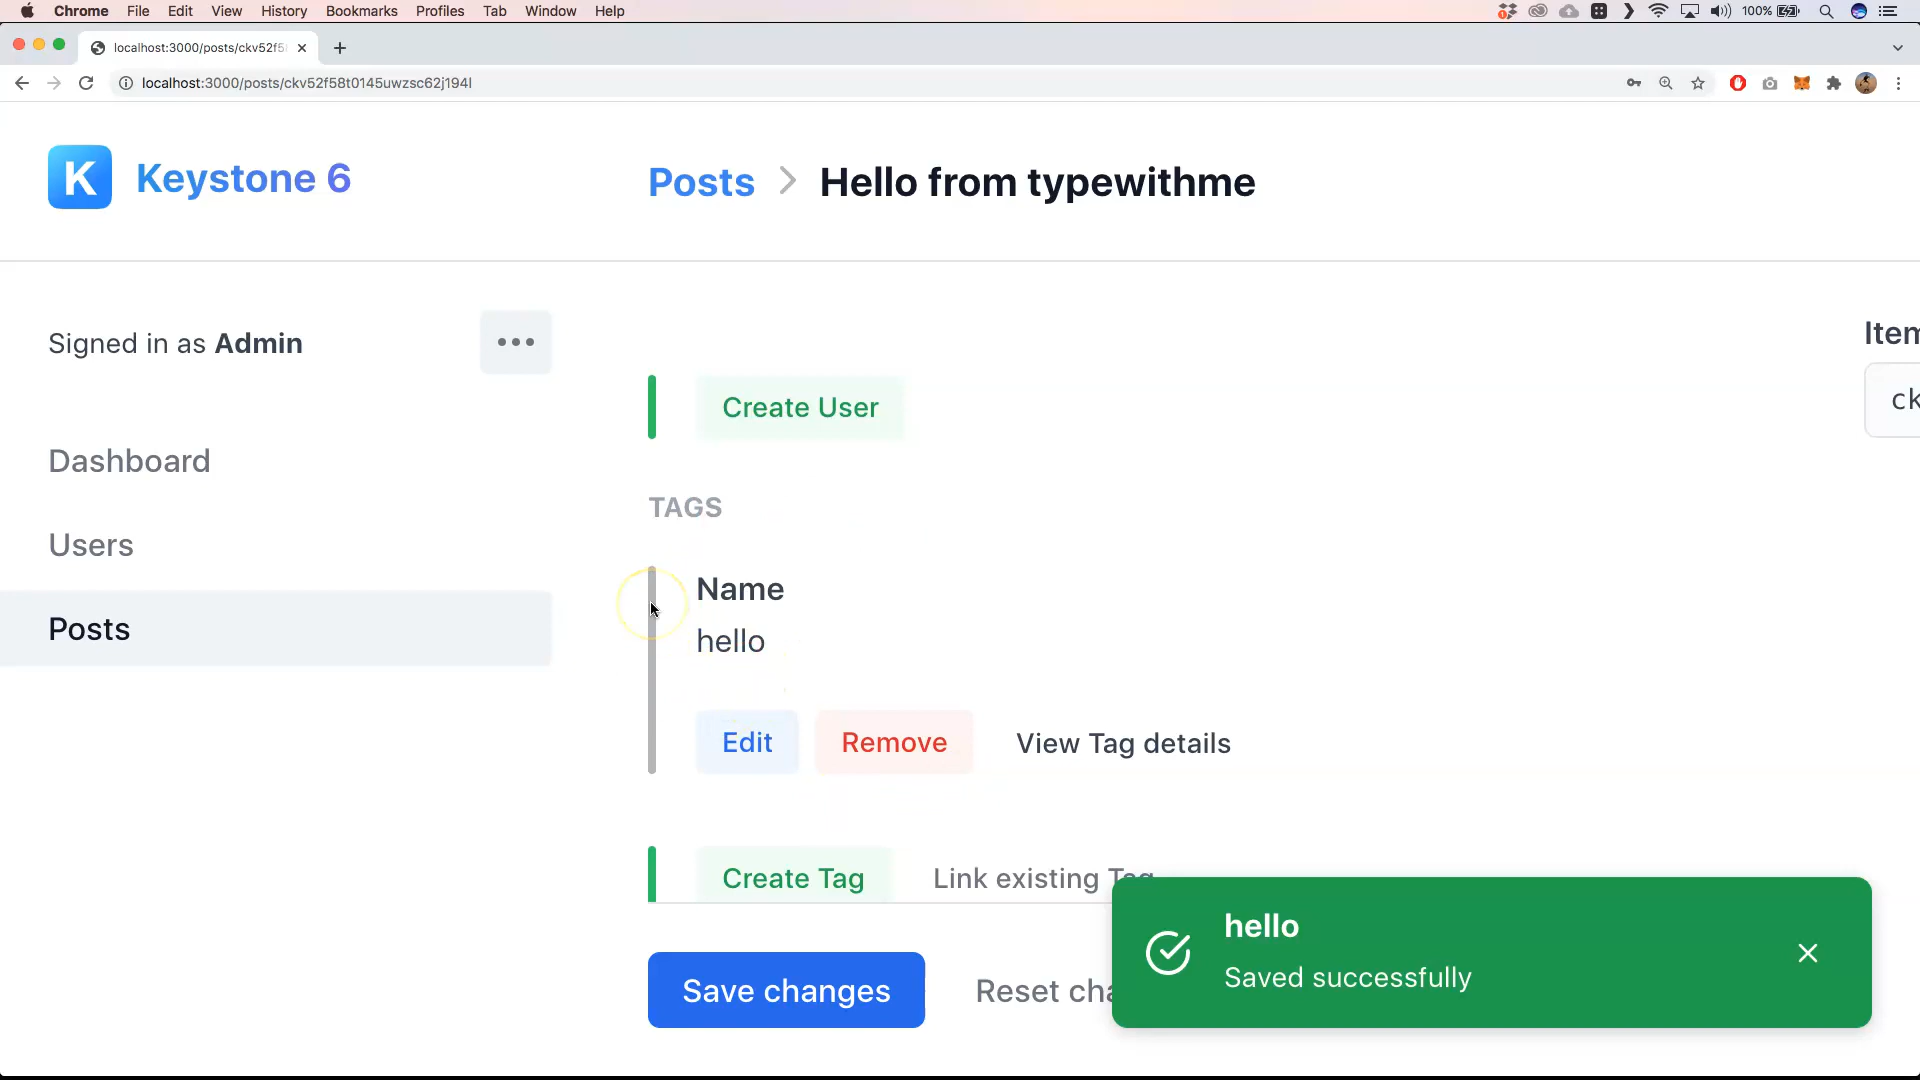 Chrome File Edit View History Bookmarks Profiles Tab Window Help 100%
localhost:3000/posts/ckv52f5
localhost:3000/posts/ckv52f58t0145uwzsc62j194l
K Keystone 6
Posts > Hello from typewithme
Signed in as Admin
Item
ck
Create User
Dashboard
TAGS
Users
Name
Posts
hello
Edit Remove View Tag details
Create Tag Link existing Tag
hello
Saved successfully
Save changes Reset cha